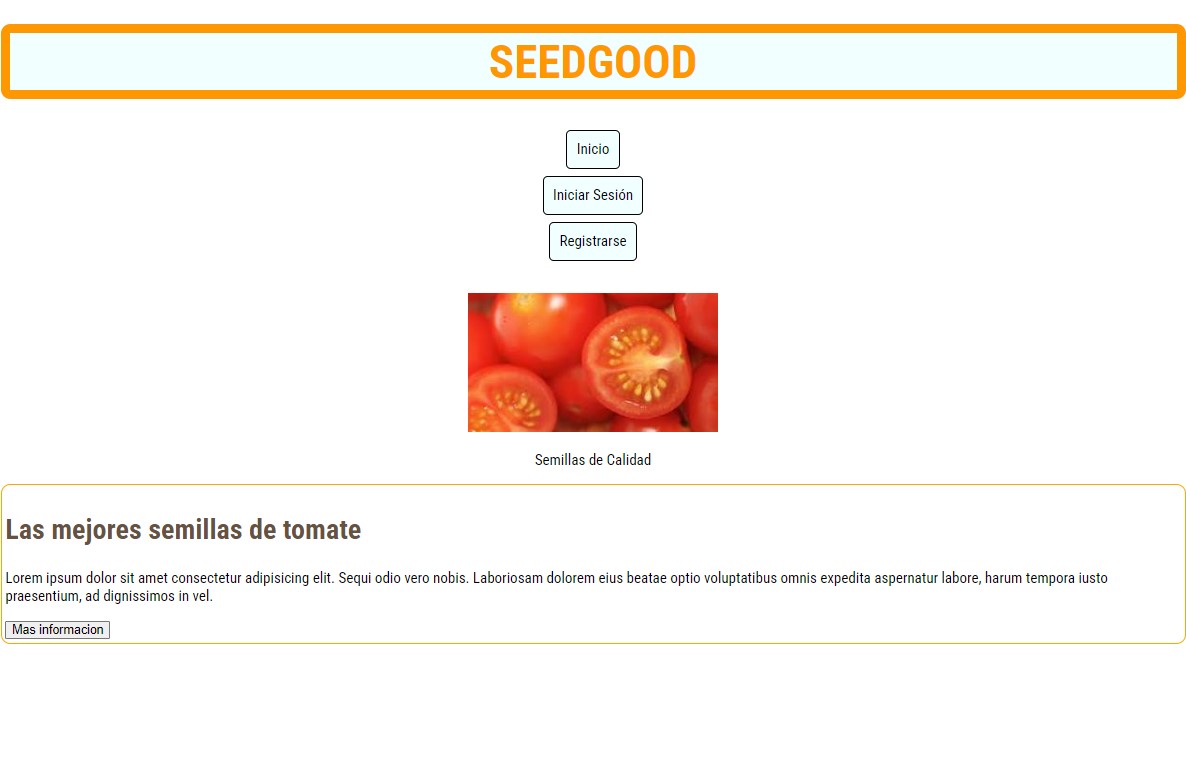 SEEDGOOD
Inicio
Iniciar Sesión
Registrarse
Semillas de Calidad
Las mejores semillas de tomate
Lorem ipsum dolor sit amet consectetur adipisicing elit. Sequi odio vero nobis. Laboriosam dolorem eius beatae optio voluptatibus omnis expedita aspernatur labore, harum tempora iusto
praesentium, ad dignissimos in vel.
Mas informacion